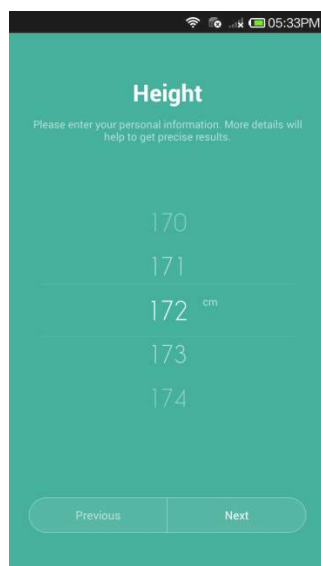 05:33PM
Height
Please enter your personal information. More details will
help to get precise results.
170
171
172 cm
173
174
Previous Next